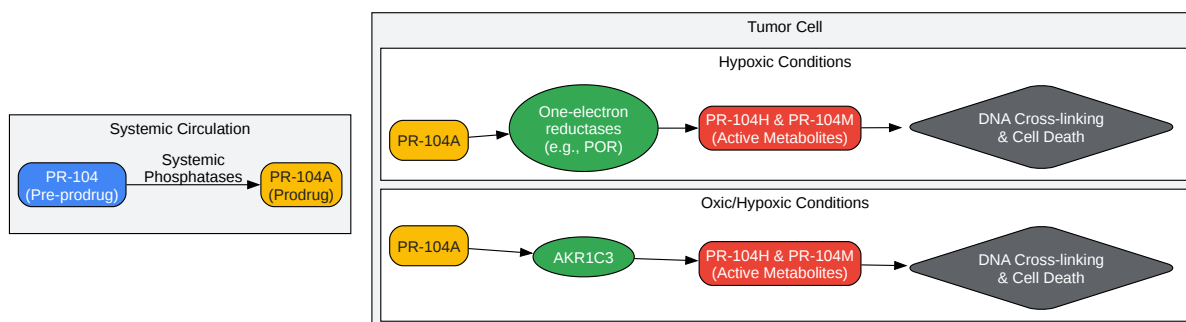 Systemic Circulation
PR-104
(Pre-prodrug)
Systemic
Phosphatases
PR-104A
(Prodrug)
Tumor Cell
Hypoxic Conditions
PR-104A
One-electron
reductases
(e.g., POR)
PR-104H & PR-104M
(Active Metabolites)
DNA Cross-linking
& Cell Death
Oxic/Hypoxic Conditions
PR-104A
AKR1C3
PR-104H & PR-104M
(Active Metabolites)
DNA Cross-linking
& Cell Death